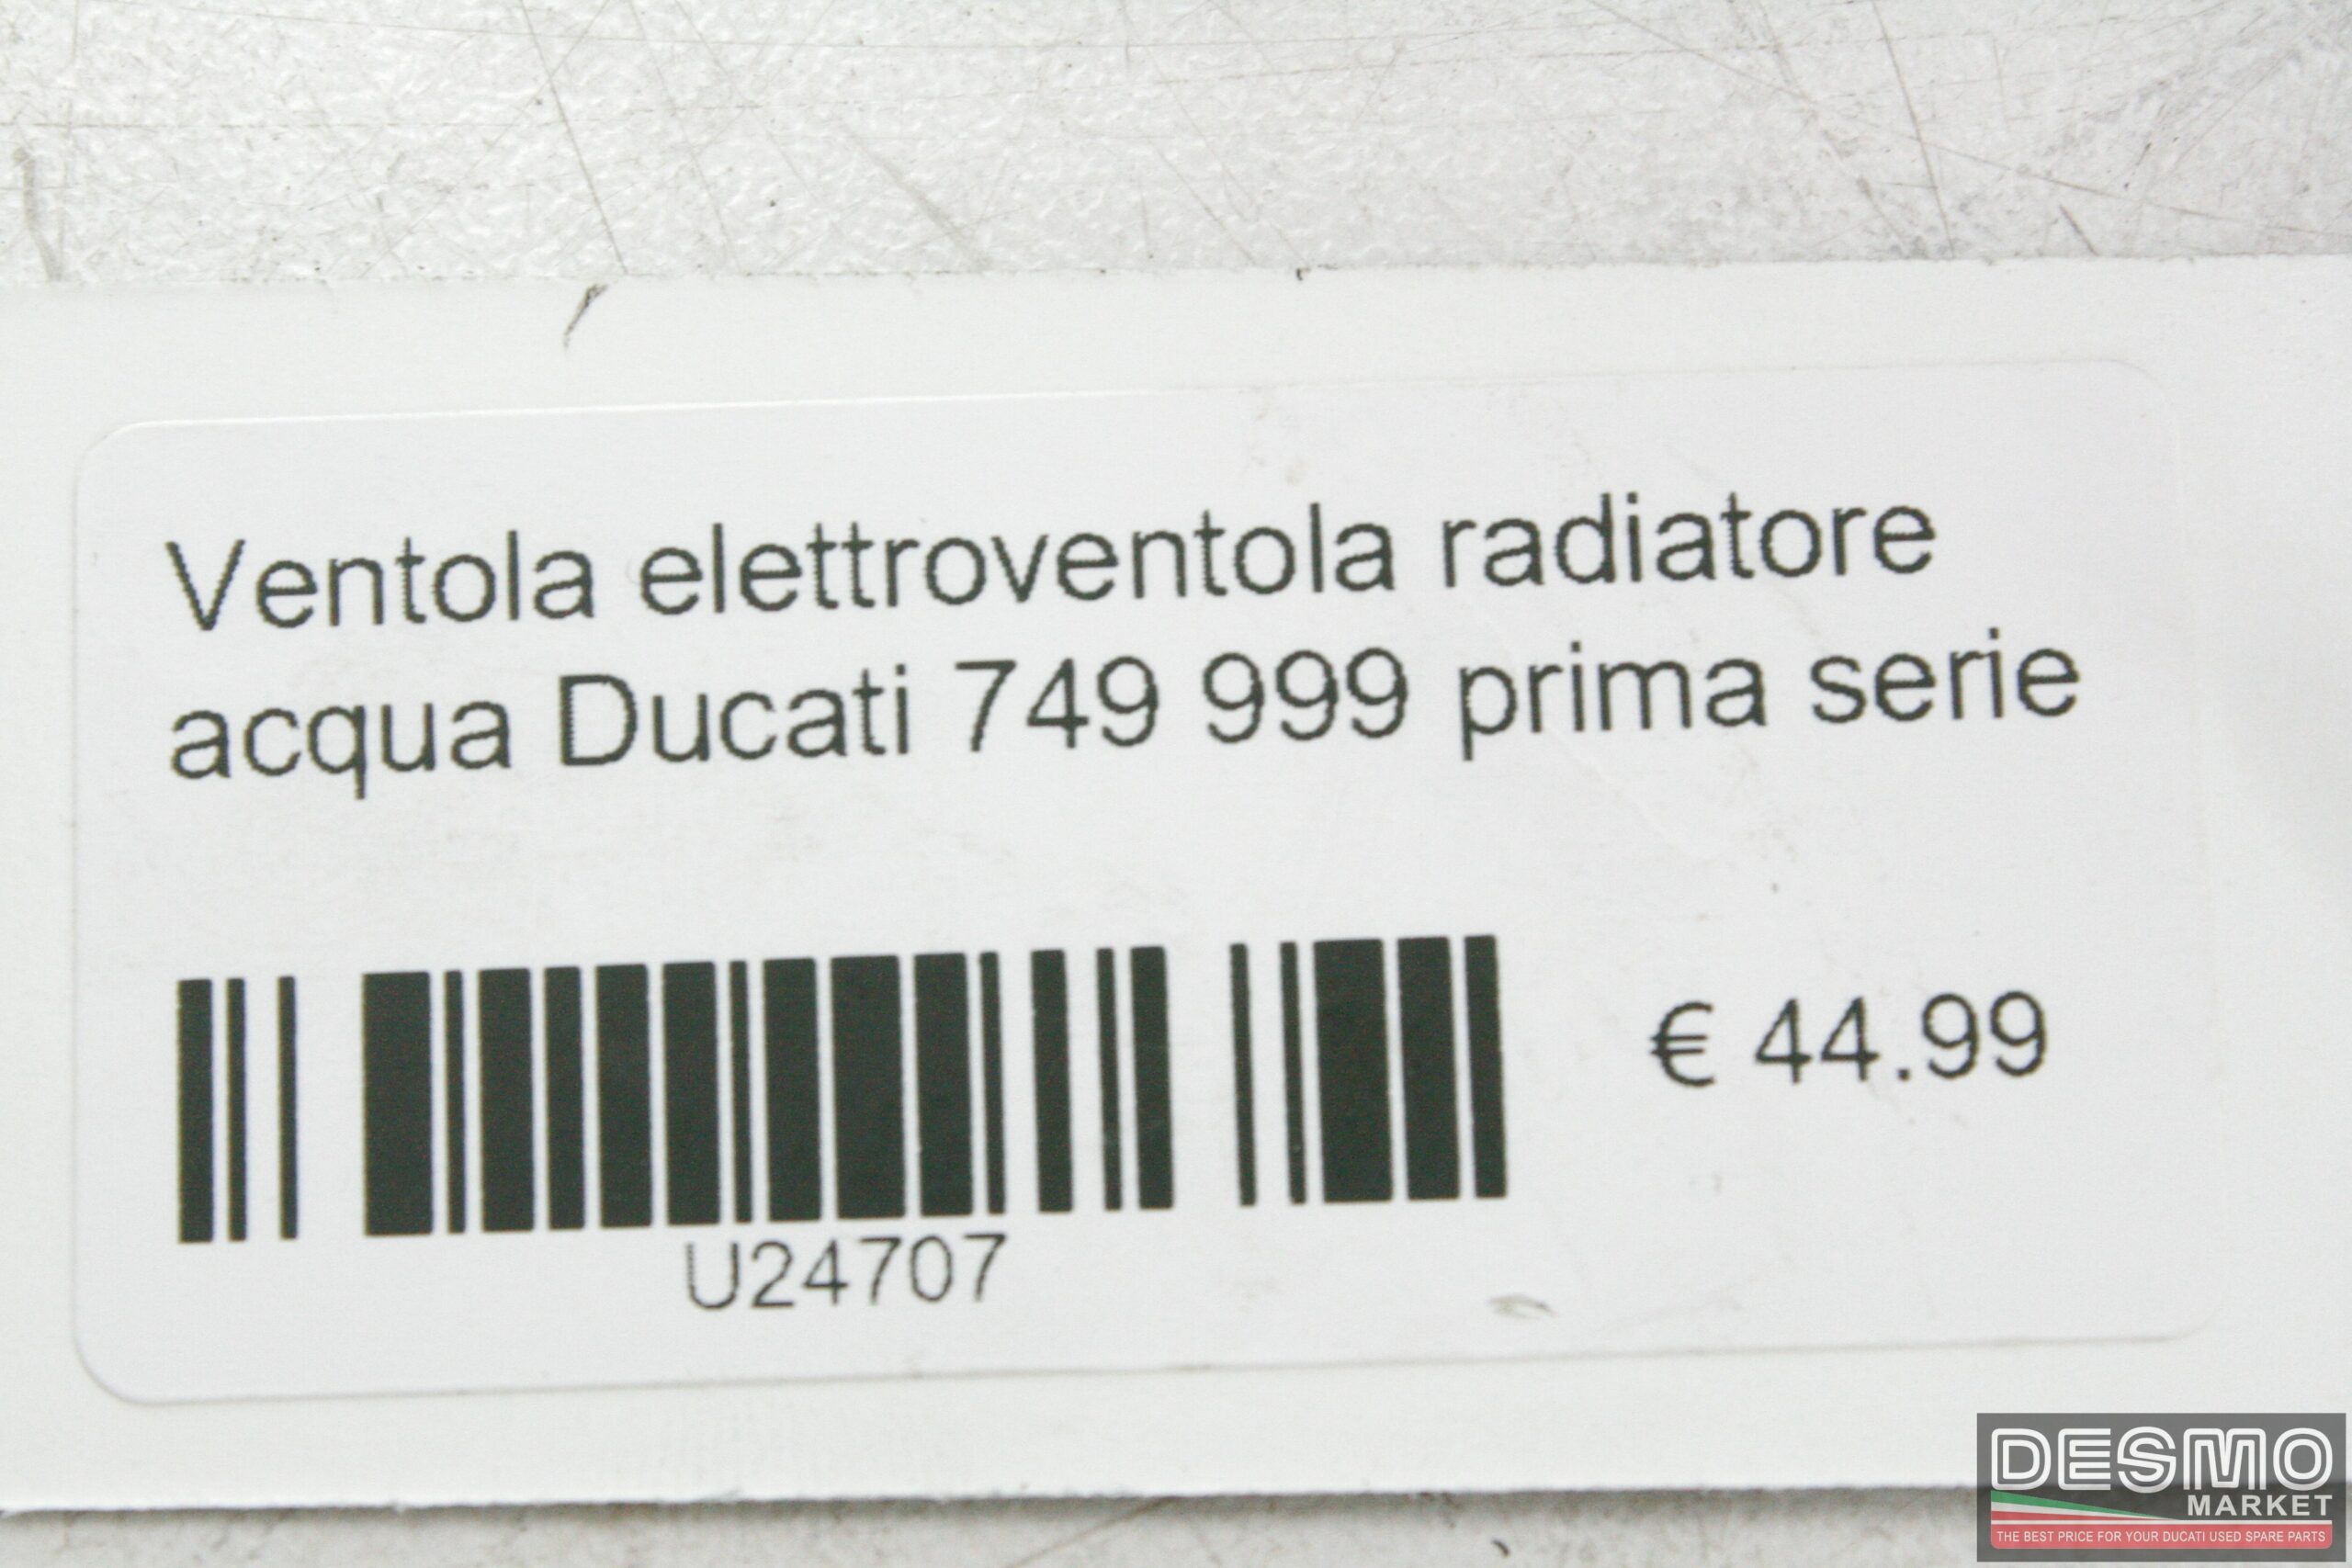 Ventola elettroventola radiatore
acqua Ducati 749 999 prima serie
€ 44.99
U24707
DESMO
MARKET
THE BEST PRICE FOR YOUR DUCATI USED SPARE PARTS